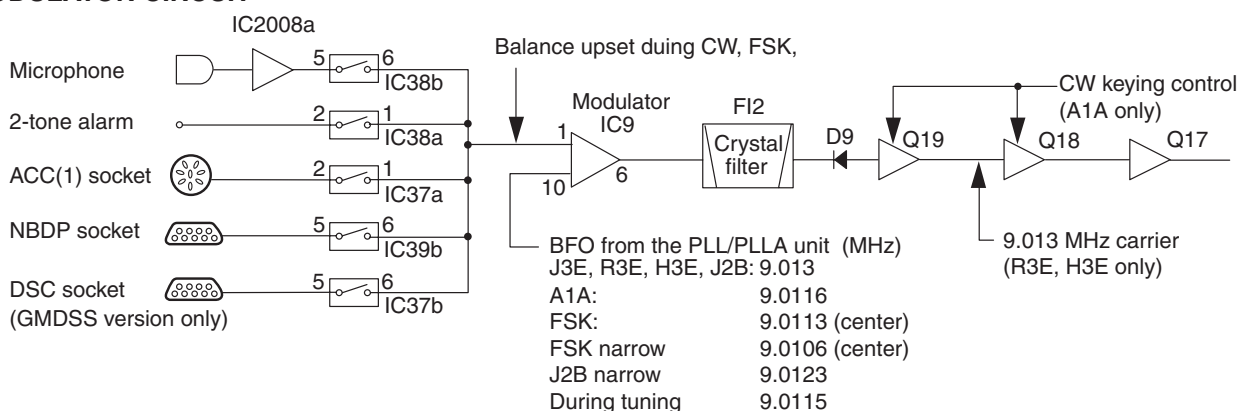 IC2008a
Microphone
5
6
IC38b
2-tone alarm
2
1
IC38a
ACC(1) socket
2
1
IC37a
NBDP socket
5
6
IC39b
DSC socket
(GMDSS version only)
5
6
IC37b
Balance upset duing CW, FSK,
Modulator
IC9
1
10
6
FI2
Crystal
filter
D9
Q19
Q18
Q17
CW keying control
(A1A only)
9.013 MHz carrier
(R3E, H3E only)
BFO from the PLL/PLLA unit (MHz)
J3E, R3E, H3E, J2B: 9.013
A1A: 9.0116
FSK: 9.0113 (center)
FSK narrow 9.0106 (center)
J2B narrow 9.0123
During tuning 9.0115